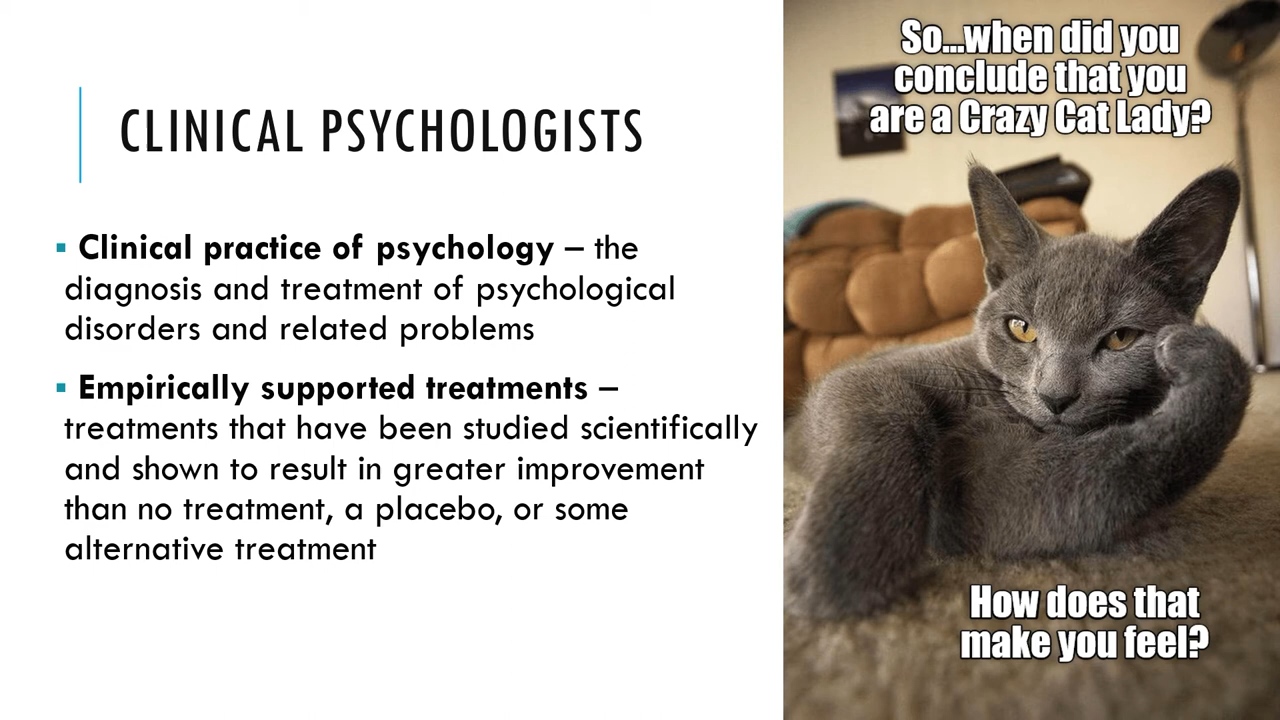 CLINICAL PSYCHOLOGISTS
▪ Clinical practice of psychology – the
diagnosis and treatment of psychological
disorders and related problems
▪ Empirically supported treatments –
treatments that have been studied scientifically
and shown to result in greater improvement
than no treatment, a placebo, or some
alternative treatment
So...when did you
conclude that you
are a Crazy Cat Lady?
How does that
make you feel?